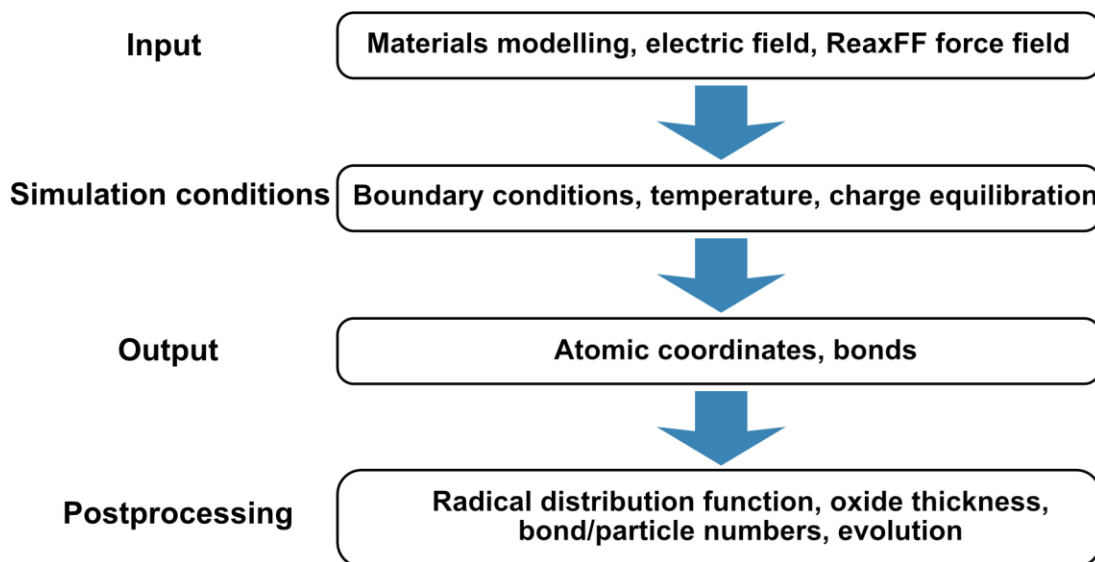 Input
Materials modelling, electric field, ReaxFF force field
Simulation conditions
Boundary conditions, temperature, charge equilibration
Output
Atomic coordinates, bonds
Postprocessing
Radical distribution function, oxide thickness,
bond/particle numbers, evolution